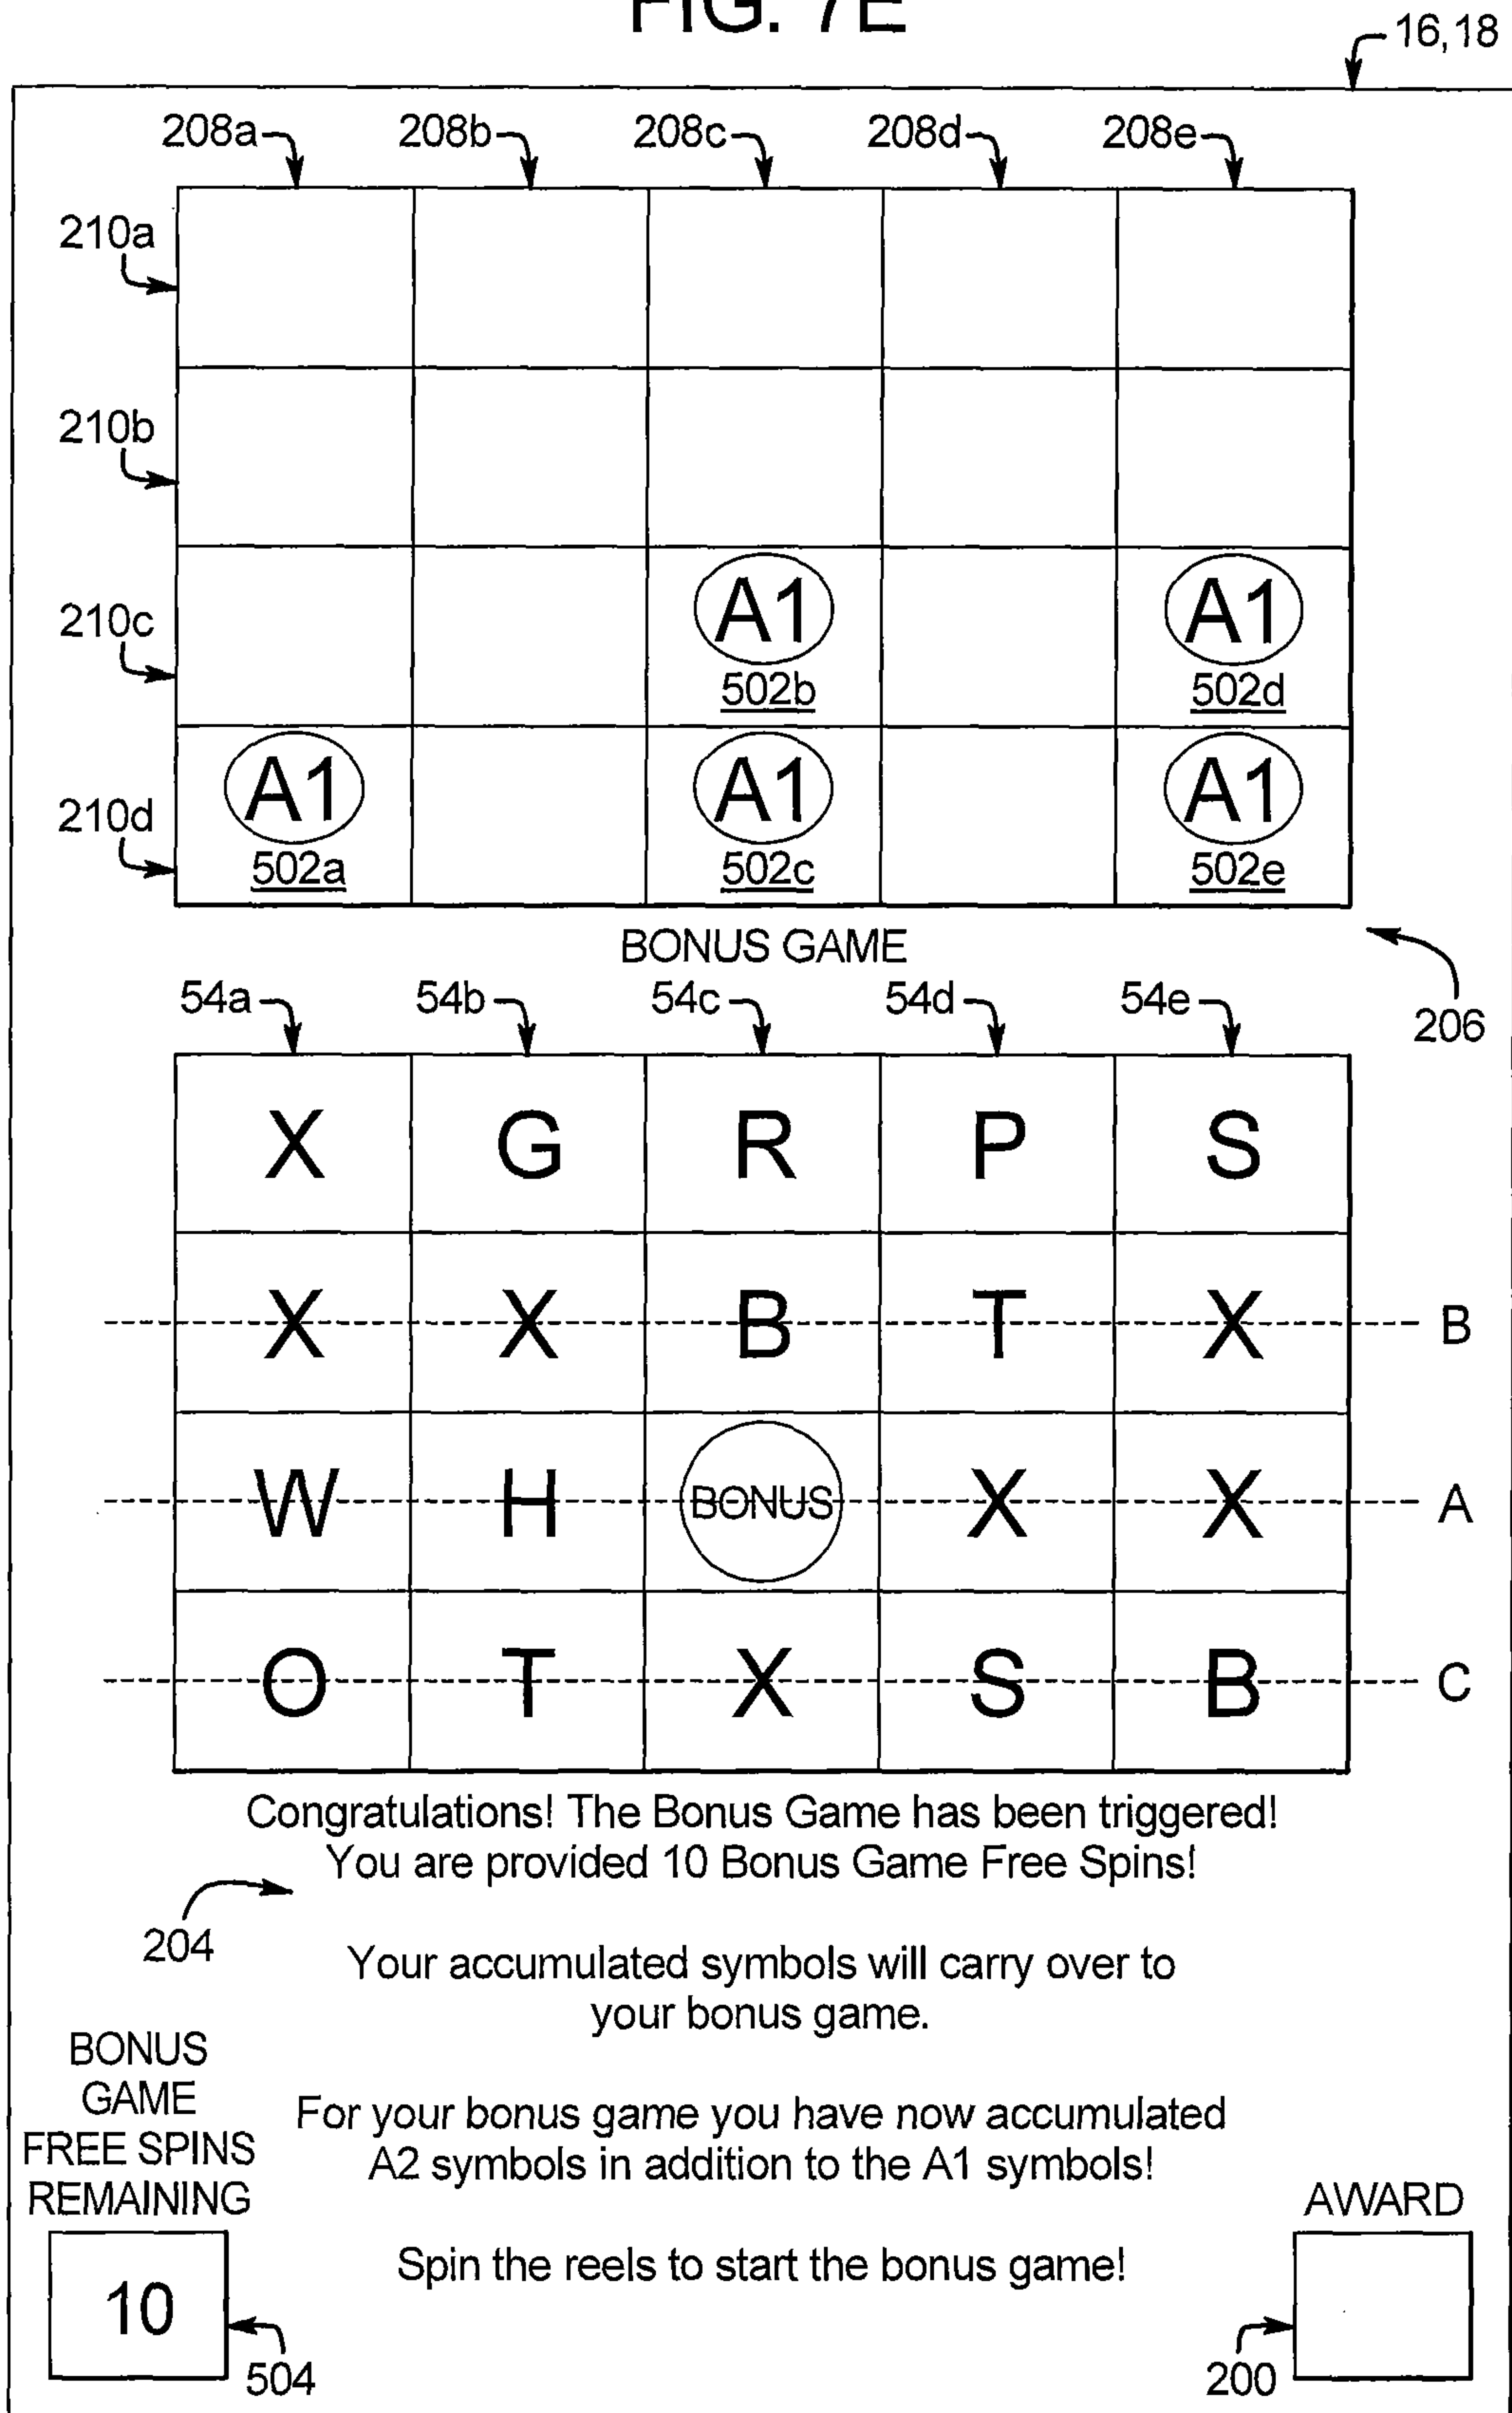 FIG. 7E
16,18
208a 208b 208c 208d 208e
210a
210b
210c
A1 A1
502b 502d
210d
A1 A1 A1
502a 502c 502e
BONUS GAME
206
54a 54b 54c 54d 54e
X G R P S
X X B T X B
W H BONUS X X A
O T X S B C
Congratulations! The Bonus Game has been triggered!
You are provided 10 Bonus Game Free Spins!
204
Your accumulated symbols will carry over to
your bonus game.
BONUS
GAME
FREE SPINS
REMAINING
For your bonus game you have now accumulated
A2 symbols in addition to the A1 symbols!
AWARD
Spin the reels to start the bonus game!
10
504
200